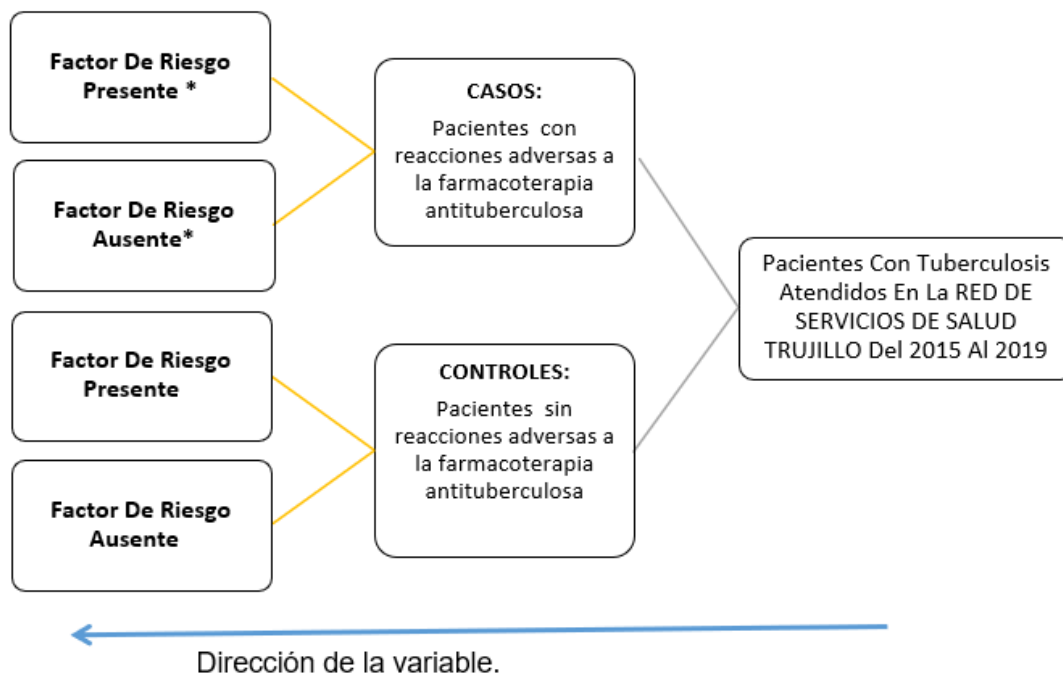 Factor De Riesgo
Presente *
Factor De Riesgo
Ausente*
Factor De Riesgo
Presente
Factor De Riesgo
Ausente
CASOS:
Pacientes con
reacciones adversas a
la farmacoterapia
antituberculosa
CONTROLES:
Pacientes sin
reacciones adversas a
la farmacoterapia
antituberculosa
Pacientes Con Tuberculosis
Atendidos En La RED DE
SERVICIOS DE SALUD
TRUJILLO Del 2015 Al 2019
Dirección de la variable.